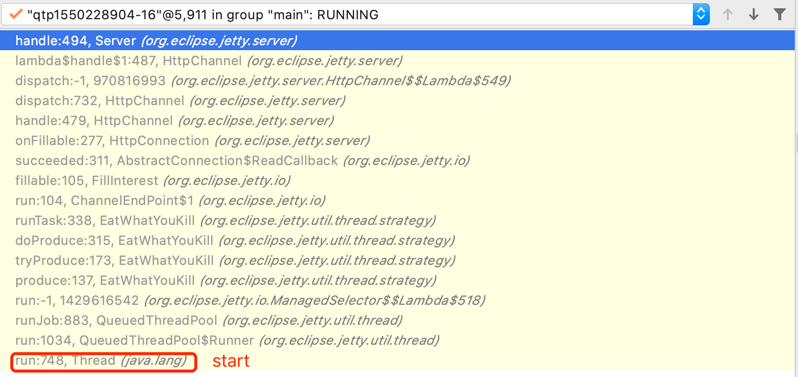 "qtp1550228904-16"@5,911 in group "main": RUNNING
handle:494, Server (org.eclipse.jetty.server)
lambda$handle$1:487, HttpChannel (org.eclipse.jetty.server)
dispatch:-1, 970816993 (org.eclipse.jetty.server.HttpChannel$$Lambda$549)
dispatch:732, HttpChannel (org.eclipse.jetty.server)
handle:479, HttpChannel (org.eclipse.jetty.server)
onFillable:277, HttpConnection (org.eclipse.jetty.server)
succeeded:311, AbstractConnection$ReadCallback (org.eclipse.jetty.io)
fillable:105, FillInterest (org.eclipse.jetty.io)
run:104, ChannelEndPoint$1 (org.eclipse.jetty.io)
runTask:338, EatWhatYouKill (org.eclipse.jetty.util.thread.strategy)
doProduce:315, EatWhatYouKill (org.eclipse.jetty.util.thread.strategy)
tryProduce:173, EatWhatYouKill (org.eclipse.jetty.util.thread.strategy)
produce:137, EatWhatYouKill (org.eclipse.jetty.util.thread.strategy)
run:-1, 1429616542 (org.eclipse.jetty.io.ManagedSelector$$Lambda$518)
runJob:883, QueuedThreadPool (org.eclipse.jetty.util.thread)
run:1034, QueuedThreadPool$Runner (org.eclipse.jetty.util.thread)
run:748, Thread (java.lang) start